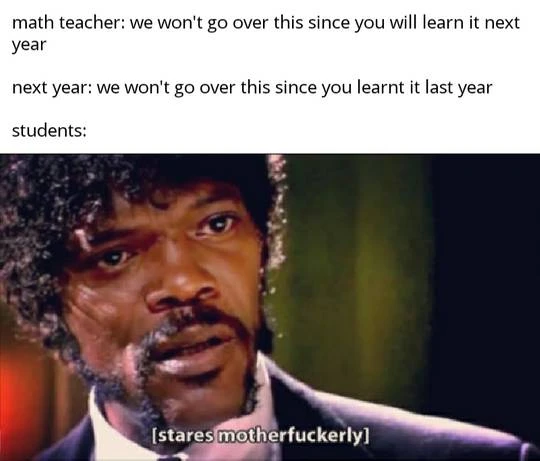 math teacher: we won't go over this since you will learn it next
year
next year: we won't go over this since you learnt it last year
students:
[stares motherfuckerly]